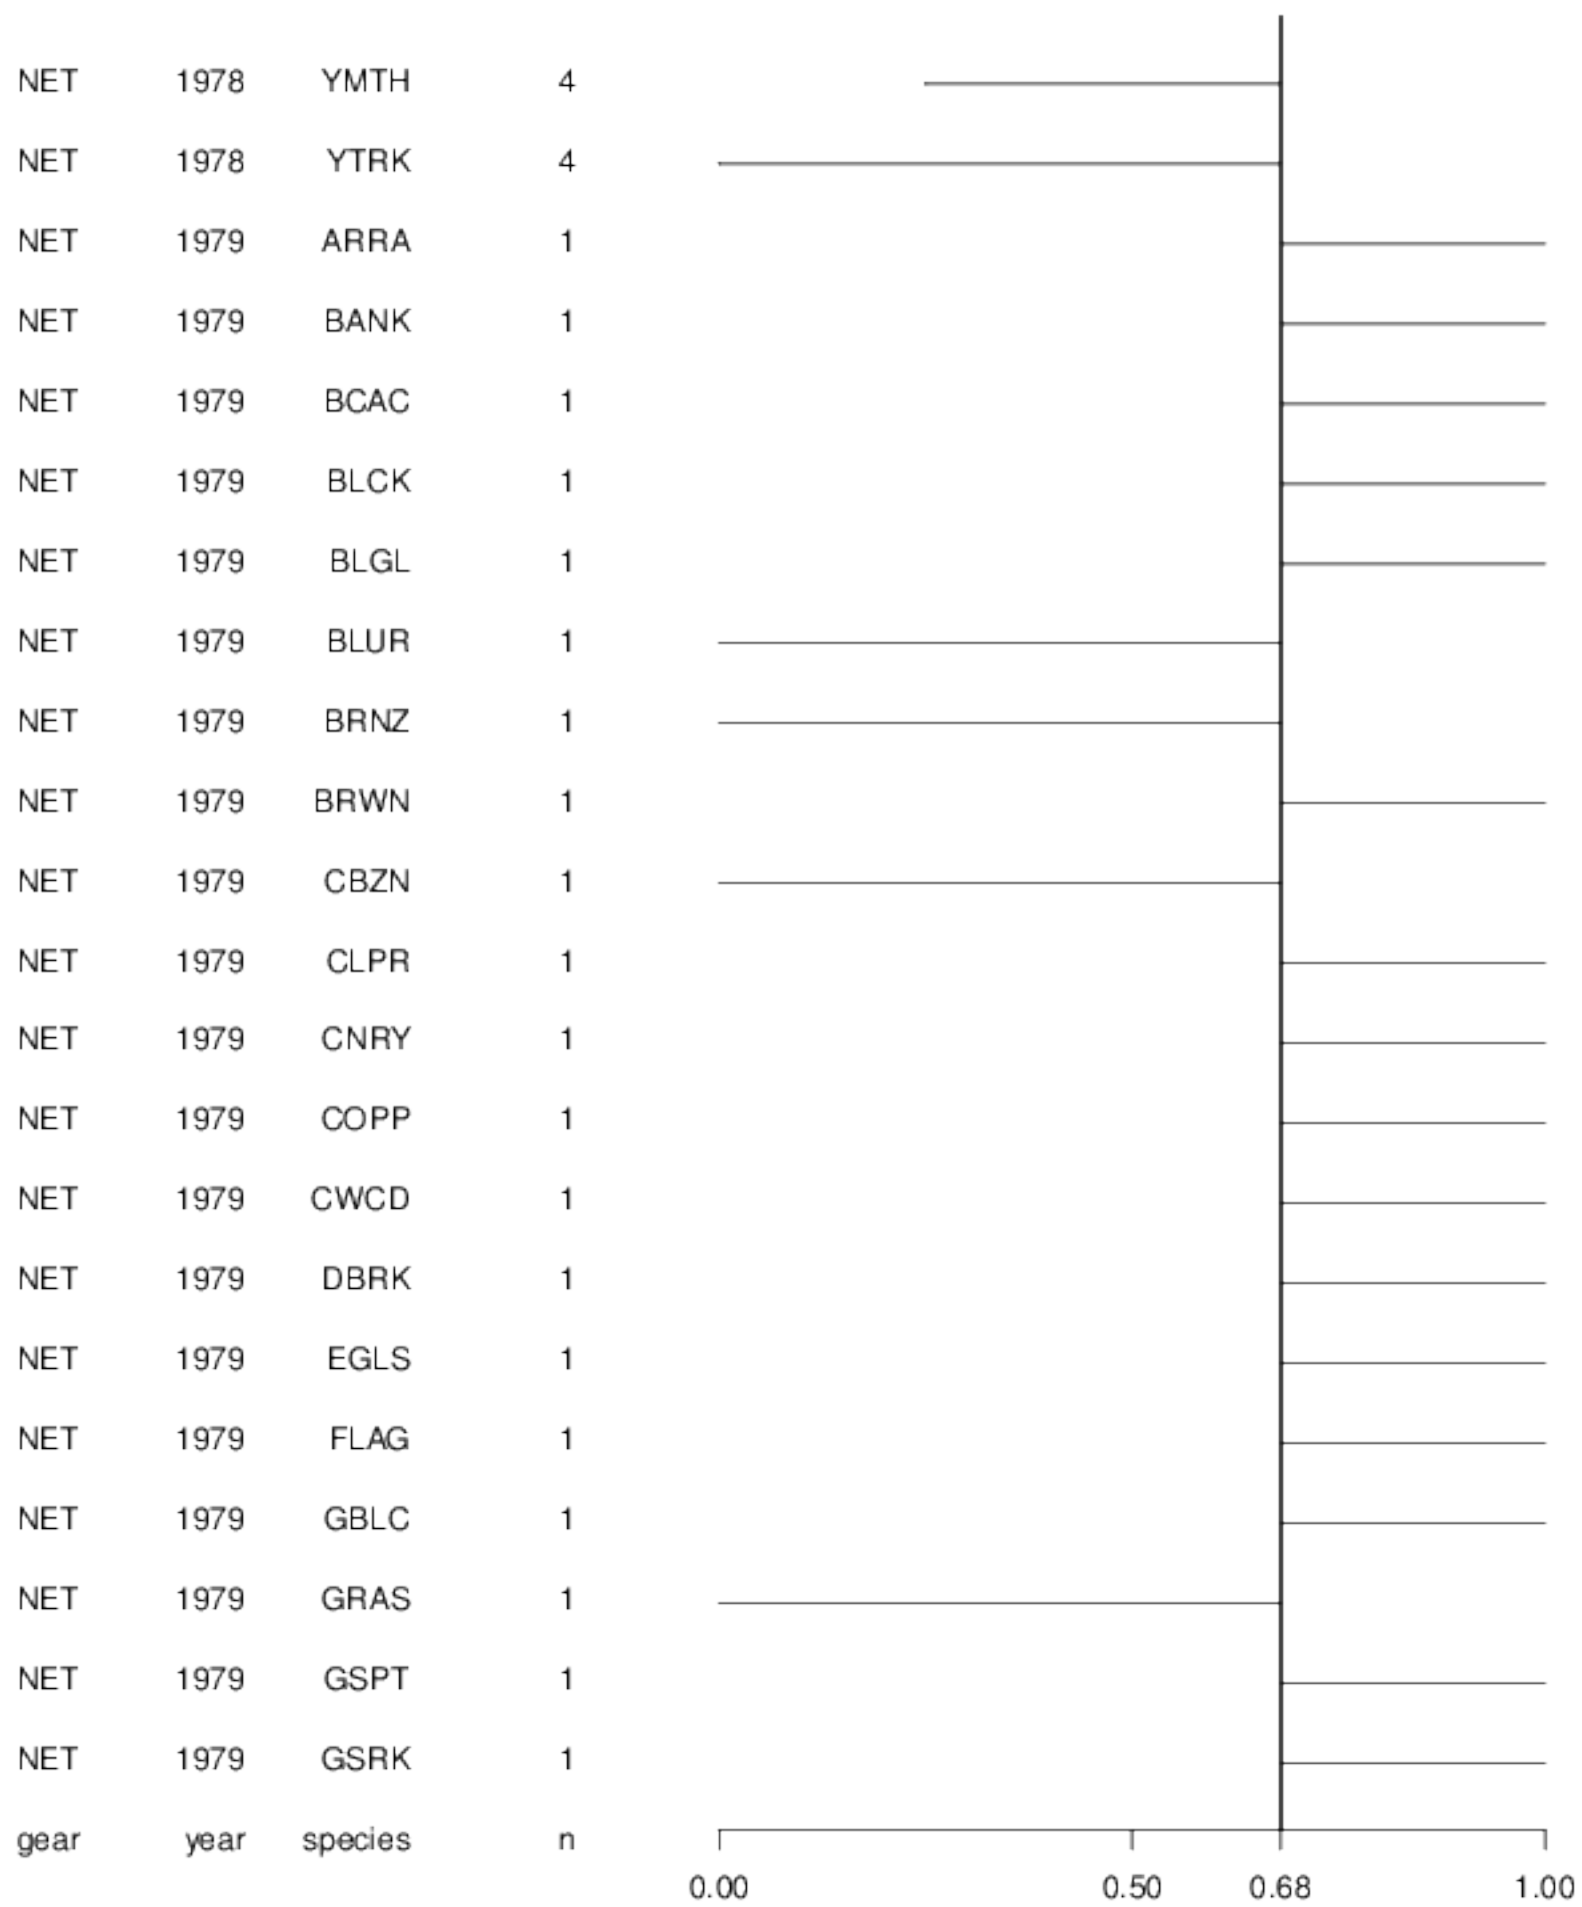 NET 1978 YMTH 4
NET 1978 YTRK 4
NET 1979 ARRA 1
NET 1979 BANK 1
NET 1979 BCAC 1
NET 1979 BLCK 1
NET 1979 BLGL 1
NET 1979 BLUR 1
NET 1979 BRNZ 1
NET 1979 BRWN 1
NET 1979 CBZN 1
NET 1979 CLPR 1
NET 1979 CNRY 1
NET 1979 COPP 1
NET 1979 CWCD 1
NET 1979 DBRK 1
NET 1979 EGLS 1
NET 1979 FLAG 1
NET 1979 GBLC 1
NET 1979 GRAS 1
NET 1979 GSPT 1
NET 1979 GSRK 1
gear year species n
0.00 0.50 0.68 1.00